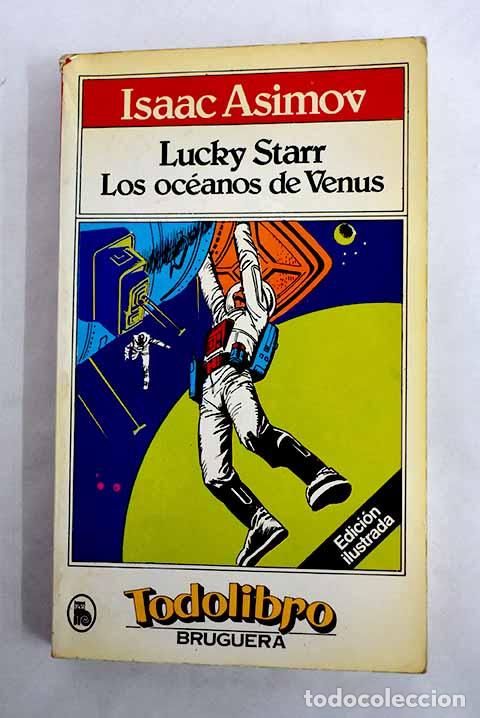 Isaac Asimov
Lucky Starr
Los océanos de Venus
Edición
ilustrada
Todolibro
BRUGUERA
todocoleccion